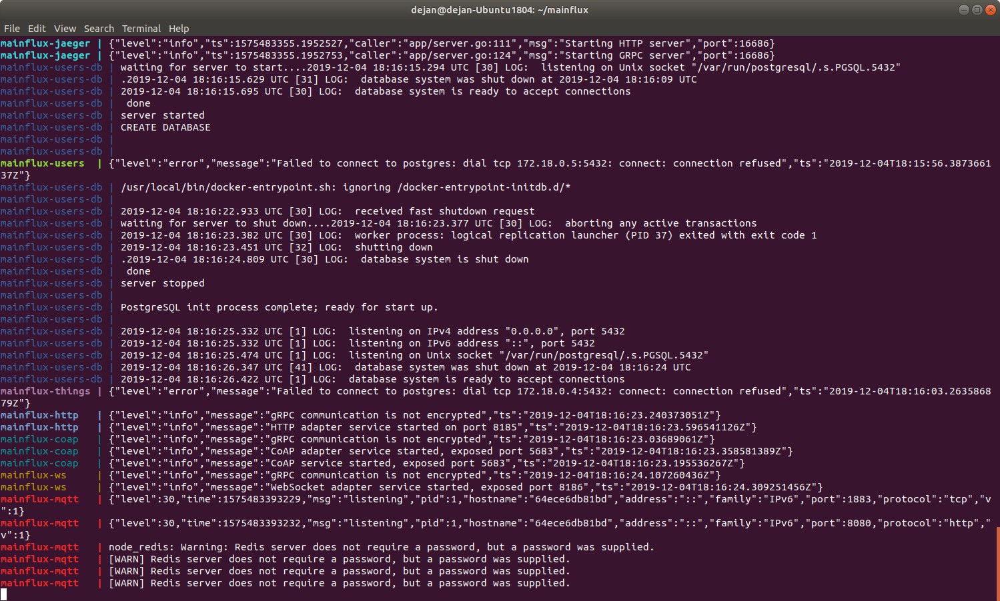 dejan@dejan-Ubuntu1804: ~/mainflux
File Edit View Search Terminal Help
mainflux-jaeger | {"level":"info","ts":1575483355.1952527,"caller":"app/server.go:111","msg":"Starting HTTP server","port":16686}
mainflux-jaeger | {"level":"info","ts":1575483355.1952753,"caller":"app/server.go:124","msg":"Starting GRPC server","port":16686}
mainflux-users-db | waiting for server to start....2019-12-04 18:16:15.294 UTC [30] LOG:  listening on Unix socket "/var/run/postgresql/.s.PGSQL.5432"
mainflux-users-db | .2019-12-04 18:16:15.629 UTC [31] LOG:  database system was shut down at 2019-12-04 18:16:09 UTC
mainflux-users-db | 2019-12-04 18:16:15.695 UTC [30] LOG:  database system is ready to accept connections
mainflux-users-db |  done
mainflux-users-db | server started
mainflux-users-db | CREATE DATABASE
mainflux-users-db |
mainflux-users-db |
mainflux-users  | {"level":"error","message":"Failed to connect to postgres: dial tcp 172.18.0.5:5432: connect: connection refused","ts":"2019-12-04T18:15:56.3873661
37Z"}
mainflux-users-db | /usr/local/bin/docker-entrypoint.sh: ignoring /docker-entrypoint-initdb.d/*
mainflux-users-db |
mainflux-users-db | 2019-12-04 18:16:22.933 UTC [30] LOG:  received fast shutdown request
mainflux-users-db | waiting for server to shut down....2019-12-04 18:16:23.377 UTC [30] LOG:  aborting any active transactions
mainflux-users-db | 2019-12-04 18:16:23.382 UTC [30] LOG:  worker process: logical replication launcher (PID 37) exited with exit code 1
mainflux-users-db | 2019-12-04 18:16:23.451 UTC [32] LOG:  shutting down
mainflux-users-db | .2019-12-04 18:16:24.809 UTC [30] LOG:  database system is shut down
mainflux-users-db |  done
mainflux-users-db | server stopped
mainflux-users-db |
mainflux-users-db | PostgreSQL init process complete; ready for start up.
mainflux-users-db |
mainflux-users-db | 2019-12-04 18:16:25.332 UTC [1] LOG:  listening on IPv4 address "0.0.0.0", port 5432
mainflux-users-db | 2019-12-04 18:16:25.332 UTC [1] LOG:  listening on IPv6 address "::", port 5432
mainflux-users-db | 2019-12-04 18:16:25.474 UTC [1] LOG:  listening on Unix socket "/var/run/postgresql/.s.PGSQL.5432"
mainflux-users-db | 2019-12-04 18:16:26.347 UTC [41] LOG:  database system was shut down at 2019-12-04 18:16:24 UTC
mainflux-users-db | 2019-12-04 18:16:26.422 UTC [1] LOG:  database system is ready to accept connections
mainflux-things | {"level":"error","message":"Failed to connect to postgres: dial tcp 172.18.0.4:5432: connect: connection refused","ts":"2019-12-04T18:16:03.2635868
79Z"}
mainflux-http   | {"level":"info","message":"gRPC communication is not encrypted","ts":"2019-12-04T18:16:23.240373051Z"}
mainflux-http   | {"level":"info","message":"HTTP adapter service started on port 8185","ts":"2019-12-04T18:16:23.596541126Z"}
mainflux-coap   | {"level":"info","message":"gRPC communication is not encrypted","ts":"2019-12-04T18:16:23.03689061Z"}
mainflux-coap   | {"level":"info","message":"CoAP adapter service started, exposed port 5683","ts":"2019-12-04T18:16:23.358581389Z"}
mainflux-coap   | {"level":"info","message":"CoAP service started, exposed port 5683","ts":"2019-12-04T18:16:23.195536267Z"}
mainflux-ws     | {"level":"info","message":"gRPC communication is not encrypted","ts":"2019-12-04T18:16:24.107260436Z"}
mainflux-ws     | {"level":"info","message":"WebSocket adapter service started, exposed port 8186","ts":"2019-12-04T18:16:24.309251456Z"}
mainflux-mqtt   | {"level":30,"time":1575483393229,"msg":"listening","pid":1,"hostname":"64ece6db81bd","address":"::","family":"IPv6","port":1883,"protocol":"tcp","v
":1}
mainflux-mqtt   | {"level":30,"time":1575483393232,"msg":"listening","pid":1,"hostname":"64ece6db81bd","address":"::","family":"IPv6","port":8080,"protocol":"http","
v":1}
mainflux-mqtt   | node_redis: Warning: Redis server does not require a password, but a password was supplied.
mainflux-mqtt   | [WARN] Redis server does not require a password, but a password was supplied.
mainflux-mqtt   | [WARN] Redis server does not require a password, but a password was supplied.
mainflux-mqtt   | [WARN] Redis server does not require a password, but a password was supplied.